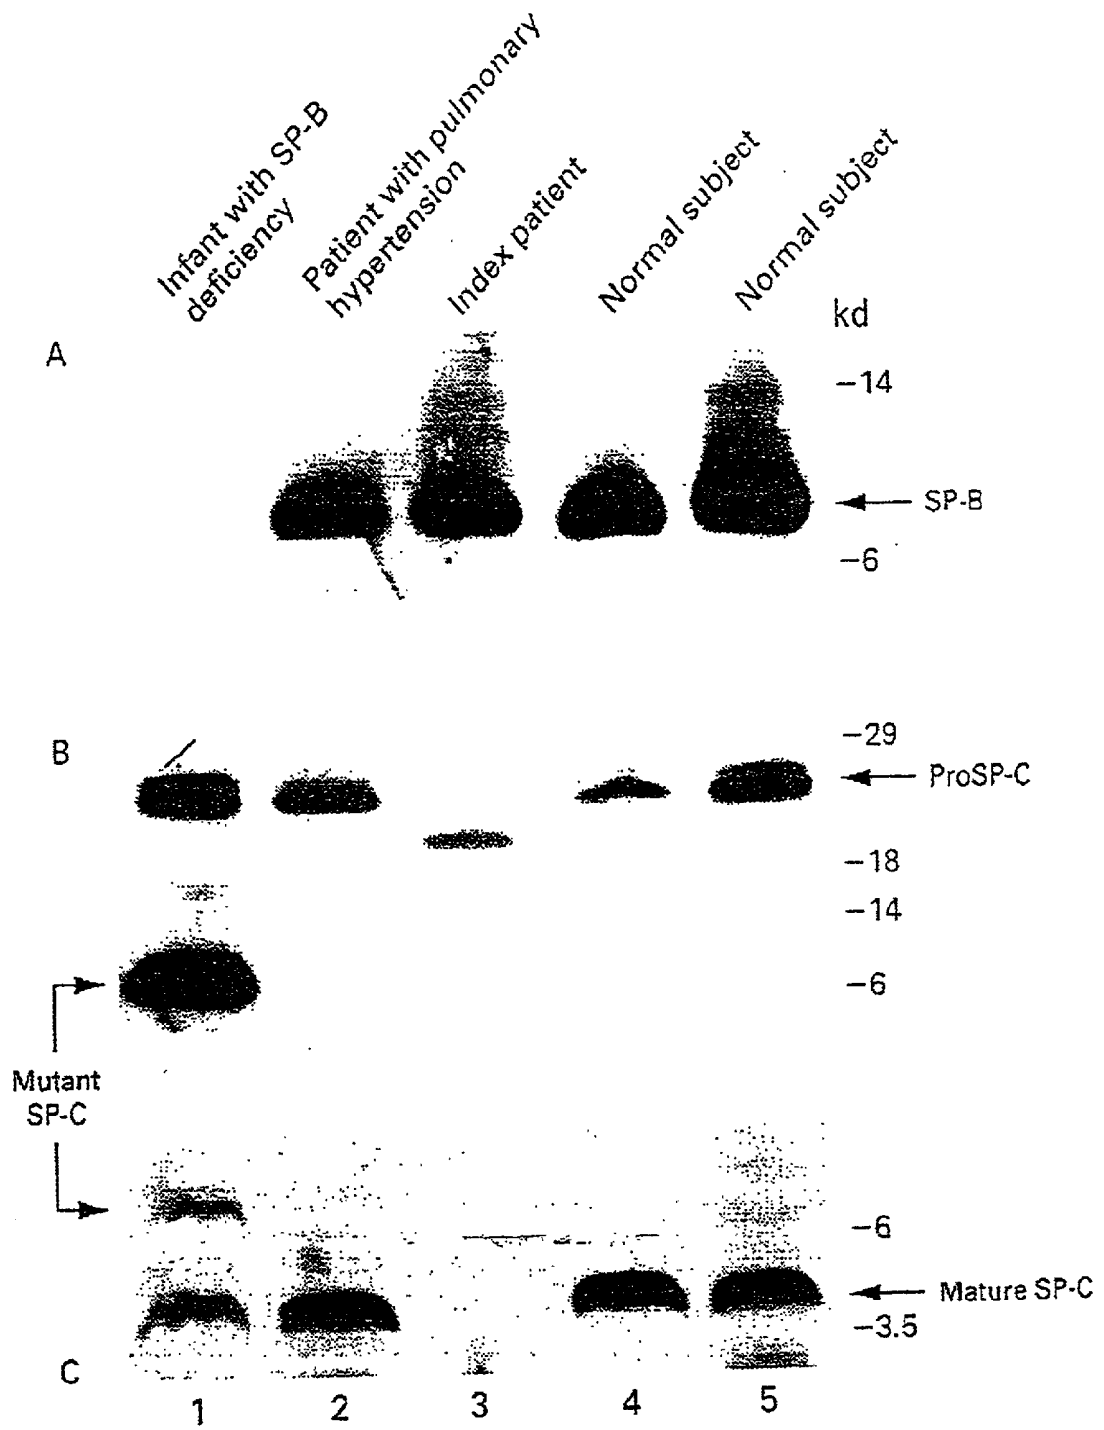 Infant with SP-B
deficiency
Patient with pulmonary
hypertension
Index patient
Normal subject
Normal subject
kd
A
–14
SP-B
–6
B
–29
ProSP-C
–18
–14
–6
Mutant
SP-C
–6
Mature SP-C
–3.5
C
1 2 3 4 5